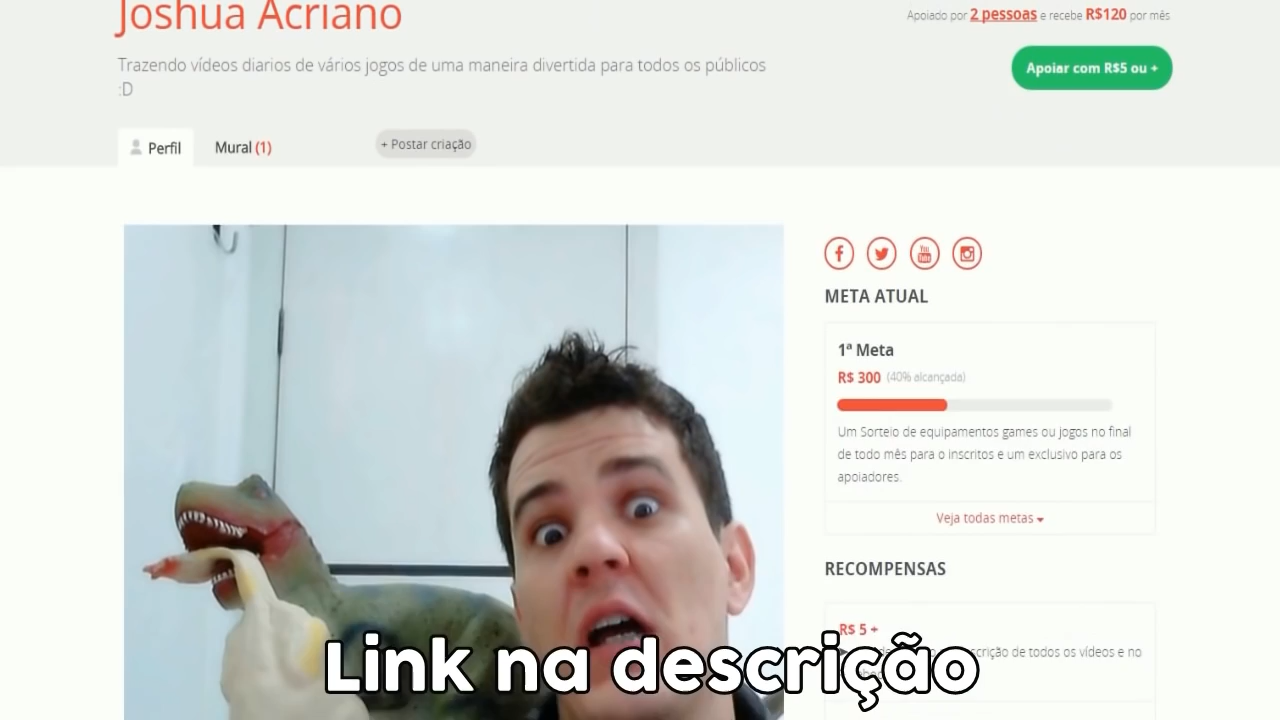 Joshua Acriano
Apoiado por 2 pessoas e recebe R$120 por mês
Trazendo vídeos diarios de vários jogos de uma maneira divertida para todos os públicos
:D
Apoiar com R$5 ou +
Perfil
Mural (1)
+ Postar criação
You
Tube
META ATUAL
1ª Meta
R$ 300 (40% alcançada)
Um Sorteio de equipamentos games ou jogos no final
de todo mês para o inscritos e um exclusivo para os
apoiadores.
Veja todas metas
RECOMPENSAS
R$ 5 +
scrição de todos os vídeos e no
Link na descrição